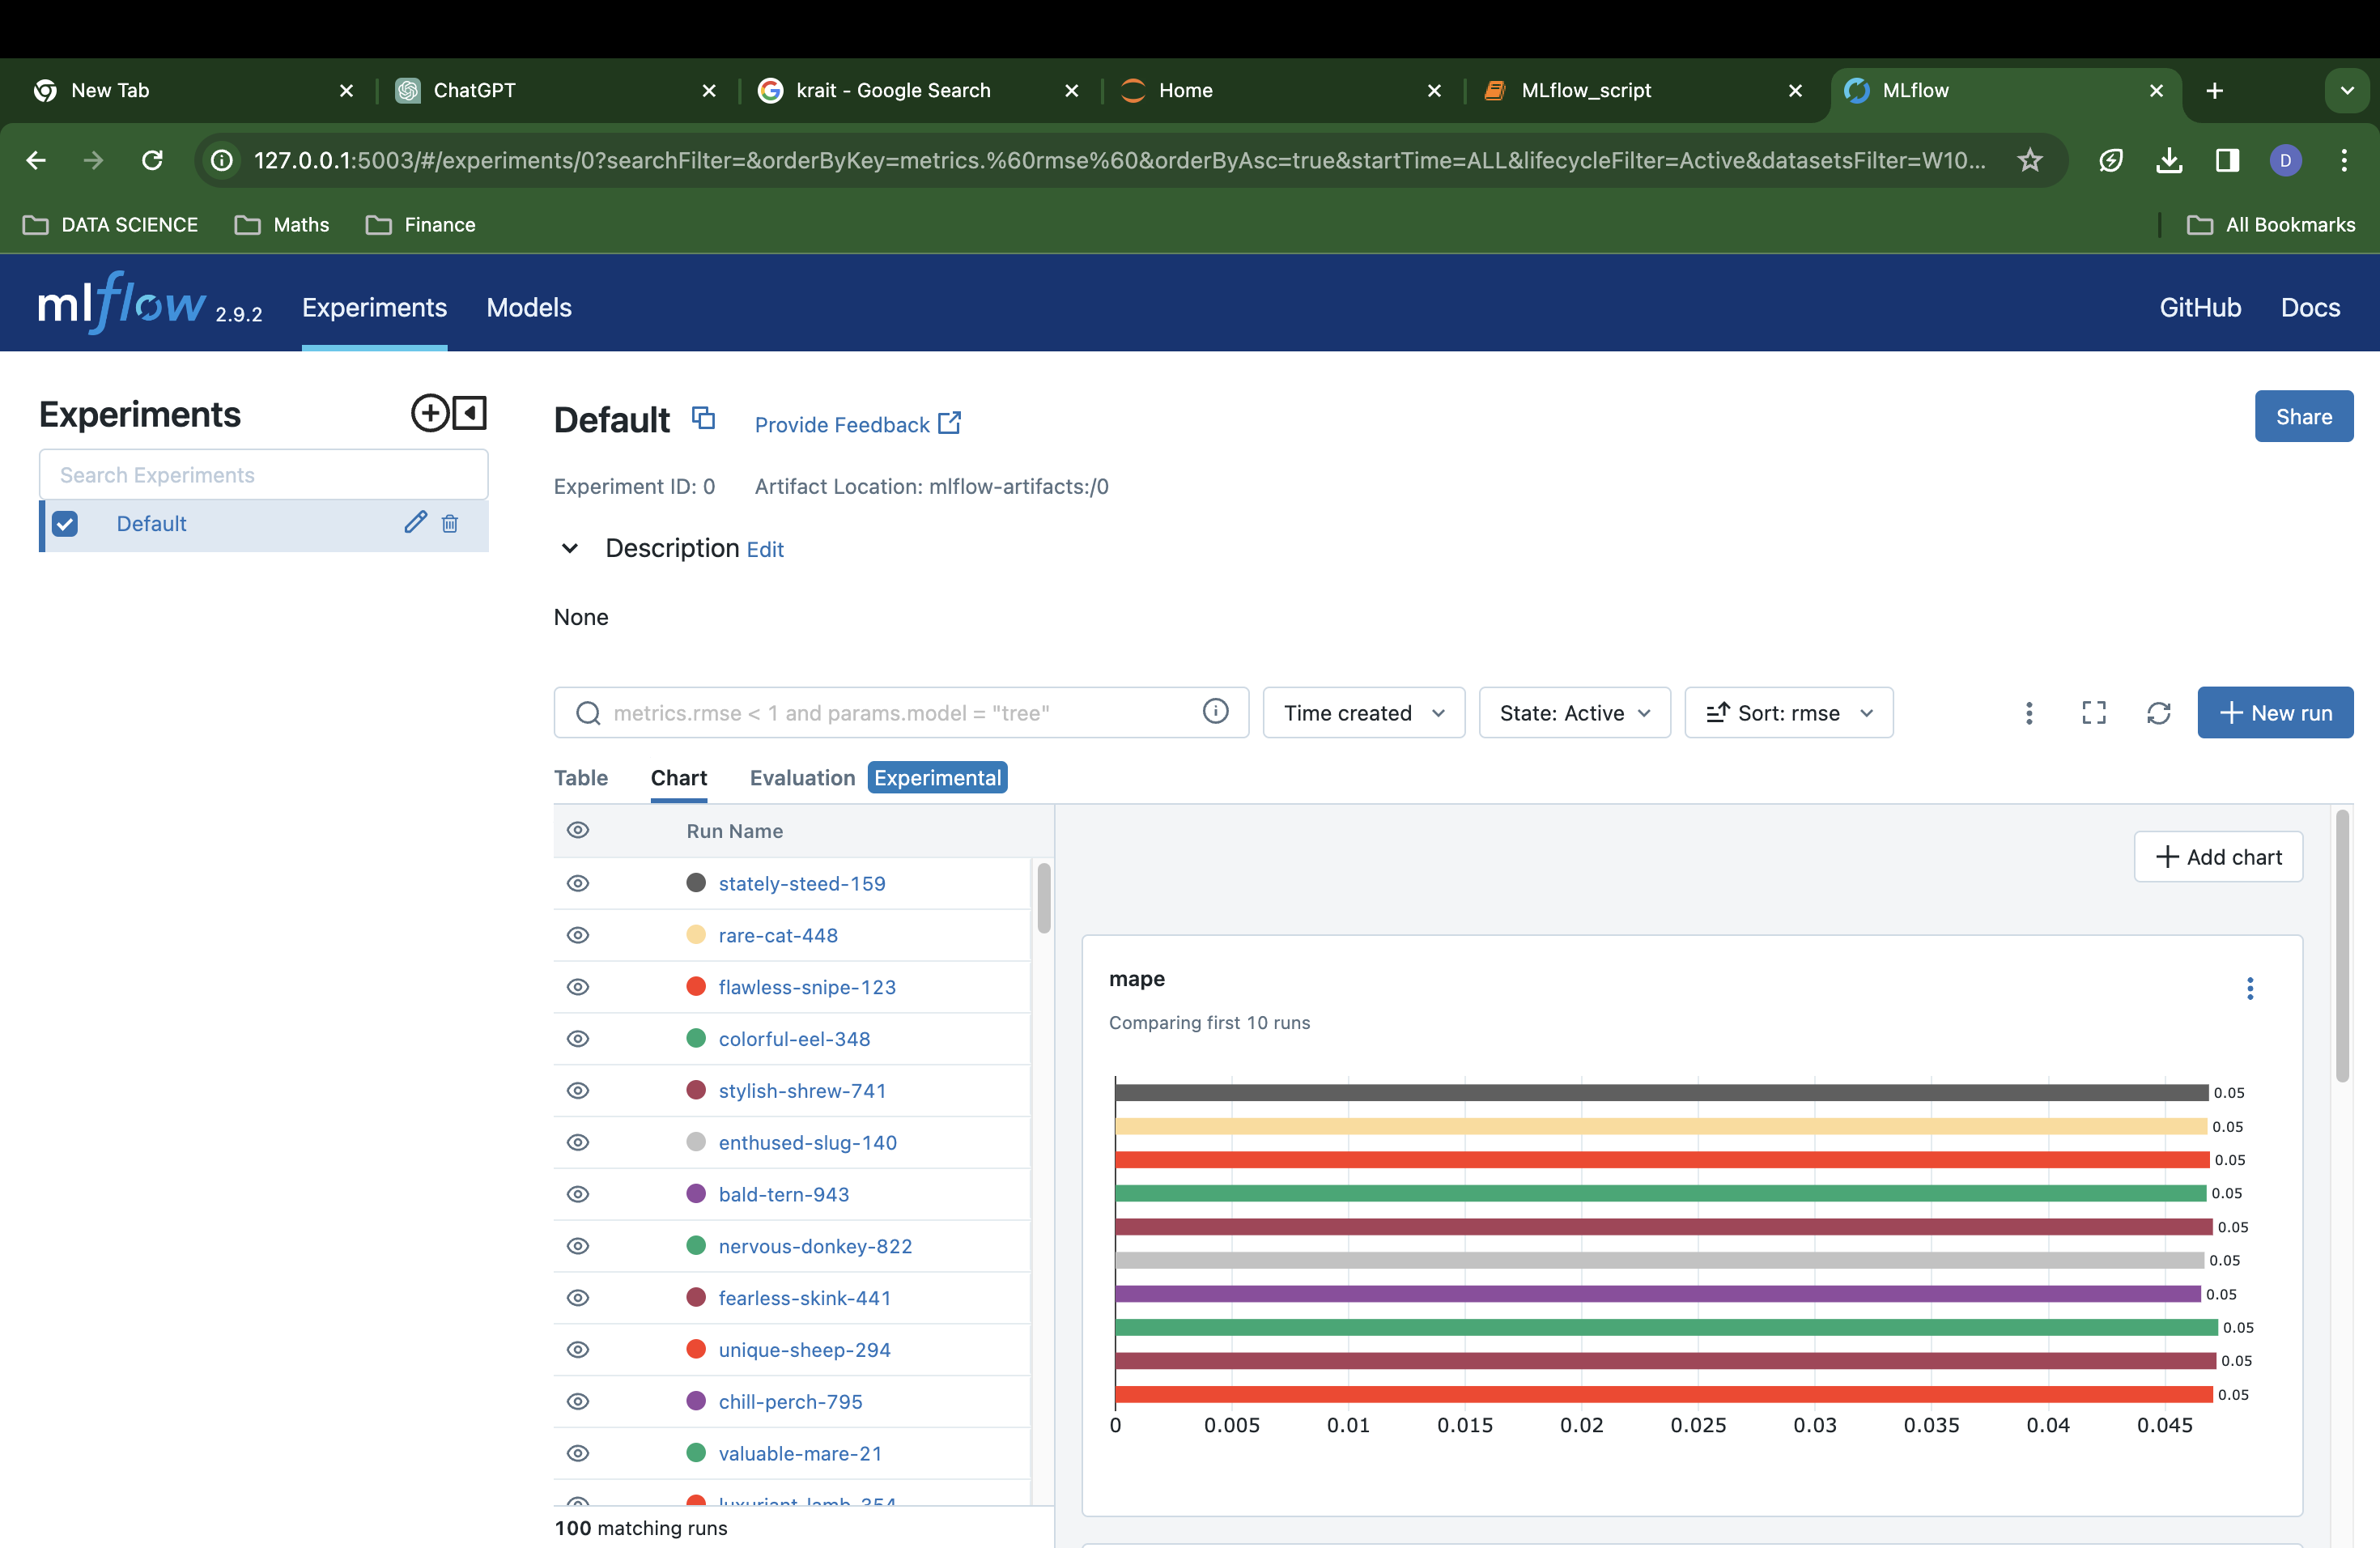 New Tab
ChatGPT
krait - Google Search
Home
MLflow_script
MLflow
127.0.0.1:5003/#/experiments/0?searchFilter=&orderByKey=metrics.%60rmse%60&orderByAsc=true&startTime=ALL&lifecycleFilter=Active&datasetsFilter=W10...
D
DATA SCIENCE
Maths
Finance
All Bookmarks
mlflow 2.9.2
Experiments
Models
GitHub
Docs
Experiments
Search Experiments
Default
Default
Provide Feedback
Share
Experiment ID: 0
Artifact Location: mlflow-artifacts:/0
Description Edit
None
metrics.rmse < 1 and params.model = "tree"
Time created
State: Active
Sort: rmse
New run
Table
Chart
Evaluation
Experimental
Run Name
stately-steed-159
rare-cat-448
flawless-snipe-123
colorful-eel-348
stylish-shrew-741
enthused-slug-140
bald-tern-943
nervous-donkey-822
fearless-skink-441
unique-sheep-294
chill-perch-795
valuable-mare-21
luxuriant-lamb-354
100 matching runs
Add chart
mape
Comparing first 10 runs
0.05
0.05
0.05
0.05
0.05
0.05
0.05
0.05
0.05
0.05
0 0.005 0.01 0.015 0.02 0.025 0.03 0.035 0.04 0.045